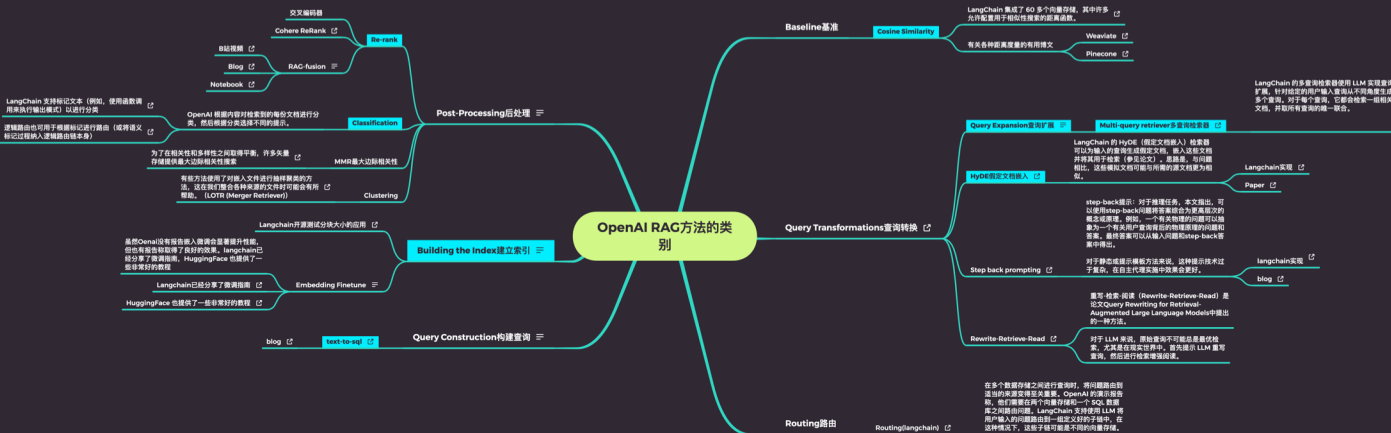 OpenAI RAG方法的类
别
Baseline基准
Cosine Similarity
LangChain 集成了 60 多个向量存储，其中许多
允许配置用于相似性搜索的距离函数。
有关各种距离度量的有用博文
Weaviate
Pinecone
Query Transformations查询转换
Query Expansion查询扩展
Multi-query retriever多查询检索器
LangChain 的多查询检索器使用 LLM 实现查询
扩展，针对给定的用户输入查询从不同角度生成
多个查询。对于每个查询，它都会检索一组相关
文档，并取所有查询的唯一联合。
HyDE假定文档嵌入
LangChain 的 HyDE（假定文档嵌入）检索器
可以为输入的查询生成假定文档，嵌入这些文档
并将其用于检索（参见论文）。思路是，与问题
相比，这些模拟文档可能与所需的源文档更为相
似。
Langchain实现
Paper
Step back prompting
step-back提示：对于推理任务，本文指出，可
以使用step-back问题将答案综合为更高层次的
概念或原理。例如，一个有关物理的问题可以抽
象为一个有关用户查询背后的物理原理的问题和
答案。最终答案可以从输入问题和step-back答
案中得出。
对于静态或提示模板方法来说，这种提示技术过
于复杂，在自主代理实施中效果会更好。
langchain实现
blog
Rewrite-Retrieve-Read
重写-检索-阅读（Rewrite-Retrieve-Read）是
论文Query Rewriting for Retrieval-
Augmented Large Language Models中提出
的一种方法。
对于 LLM 来说，原始查询不可能总是最优检
索，尤其是在现实世界中。首先提示 LLM 重写
查询，然后进行检索增强阅读。
Routing路由
Routing(langchain)
在多个数据存储之间进行查询时，将问题路由到
适当的来源变得至关重要。OpenAI 的演示报告
称，他们需要在两个向量存储和一个 SQL 数据
库之间路由问题。LangChain 支持使用 LLM 将
用户输入的问题路由到一组定义好的子链中，在
这种情况下，这些子链可能是不同的向量存储。
Post-Processing后处理
Re-rank
交叉编码器
Cohere ReRank
RAG-fusion
B站视频
Blog
Notebook
Classification
OpenAI 根据内容对检索到的每份文档进行分
类，然后根据分类选择不同的提示。
LangChain 支持标记文本（例如，使用函数调
用来执行输出模式）以进行分类
逻辑路由也可用于根据标记进行路由（或将语义
标记过程纳入逻辑路由链本身）
MMR最大边际相关性
为了在相关性和多样性之间取得平衡，许多矢量
存储提供最大边际相关性搜索
Clustering
有些方法使用了对嵌入文件进行抽样聚类的方
法，这在我们整合各种来源的文件时可能会有所
帮助。（LOTR (Merger Retriever)）
Building the Index建立索引
Langchain开源测试分块大小的应用
Embedding Finetune
虽然Oenai没有报告嵌入微调会显著提升性能，
但也有报告称取得了良好的效果。langchain已
经分享了微调指南，HuggingFace 也提供了一
些非常好的教程
Langchain已经分享了微调指南
HuggingFace 也提供了一些非常好的教程
Query Construction构建查询
text-to-sql
blog